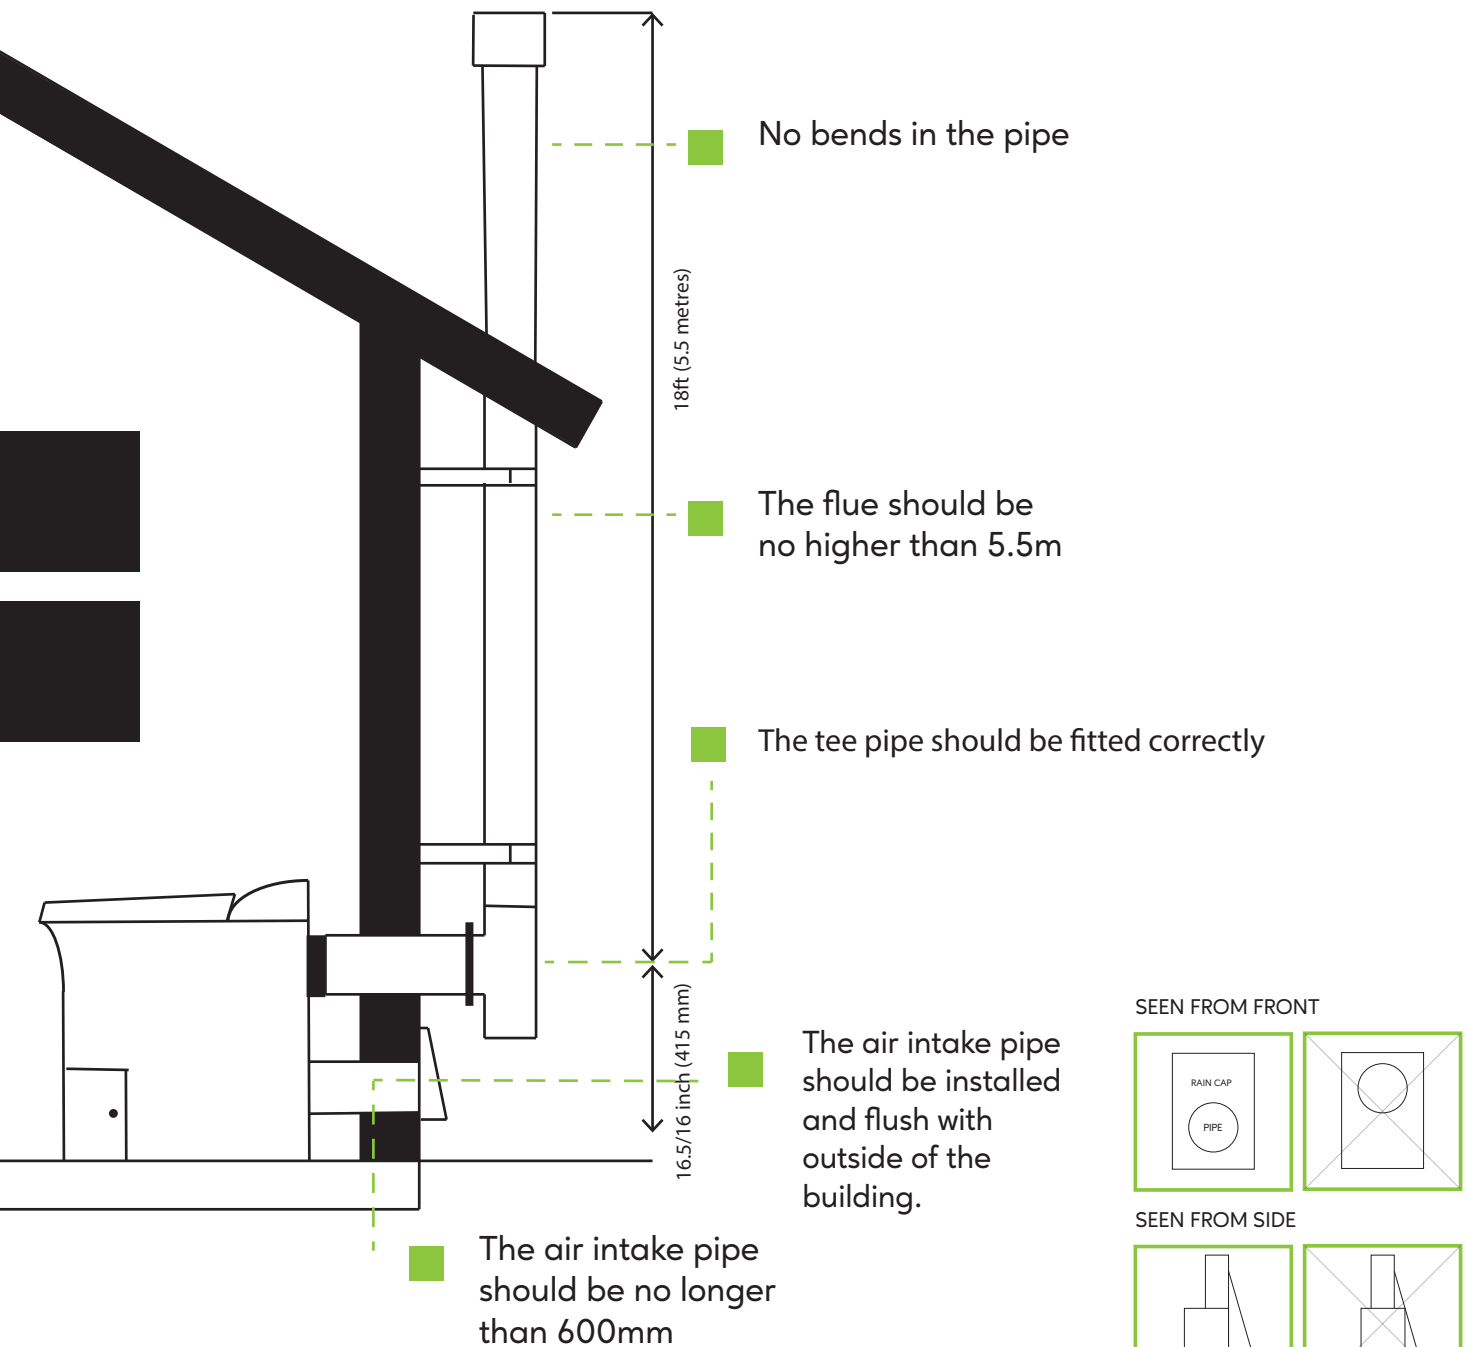 No bends in the pipe
18ft (5.5 metres)
The flue should be
no higher than 5.5m
The tee pipe should be fitted correctly
16.5/16 inch (415 mm)
The air intake pipe
should be installed
and flush with
outside of the
building.
The air intake pipe
should be no longer
than 600mm
SEEN FROM FRONT
RAIN CAP
PIPE
SEEN FROM SIDE